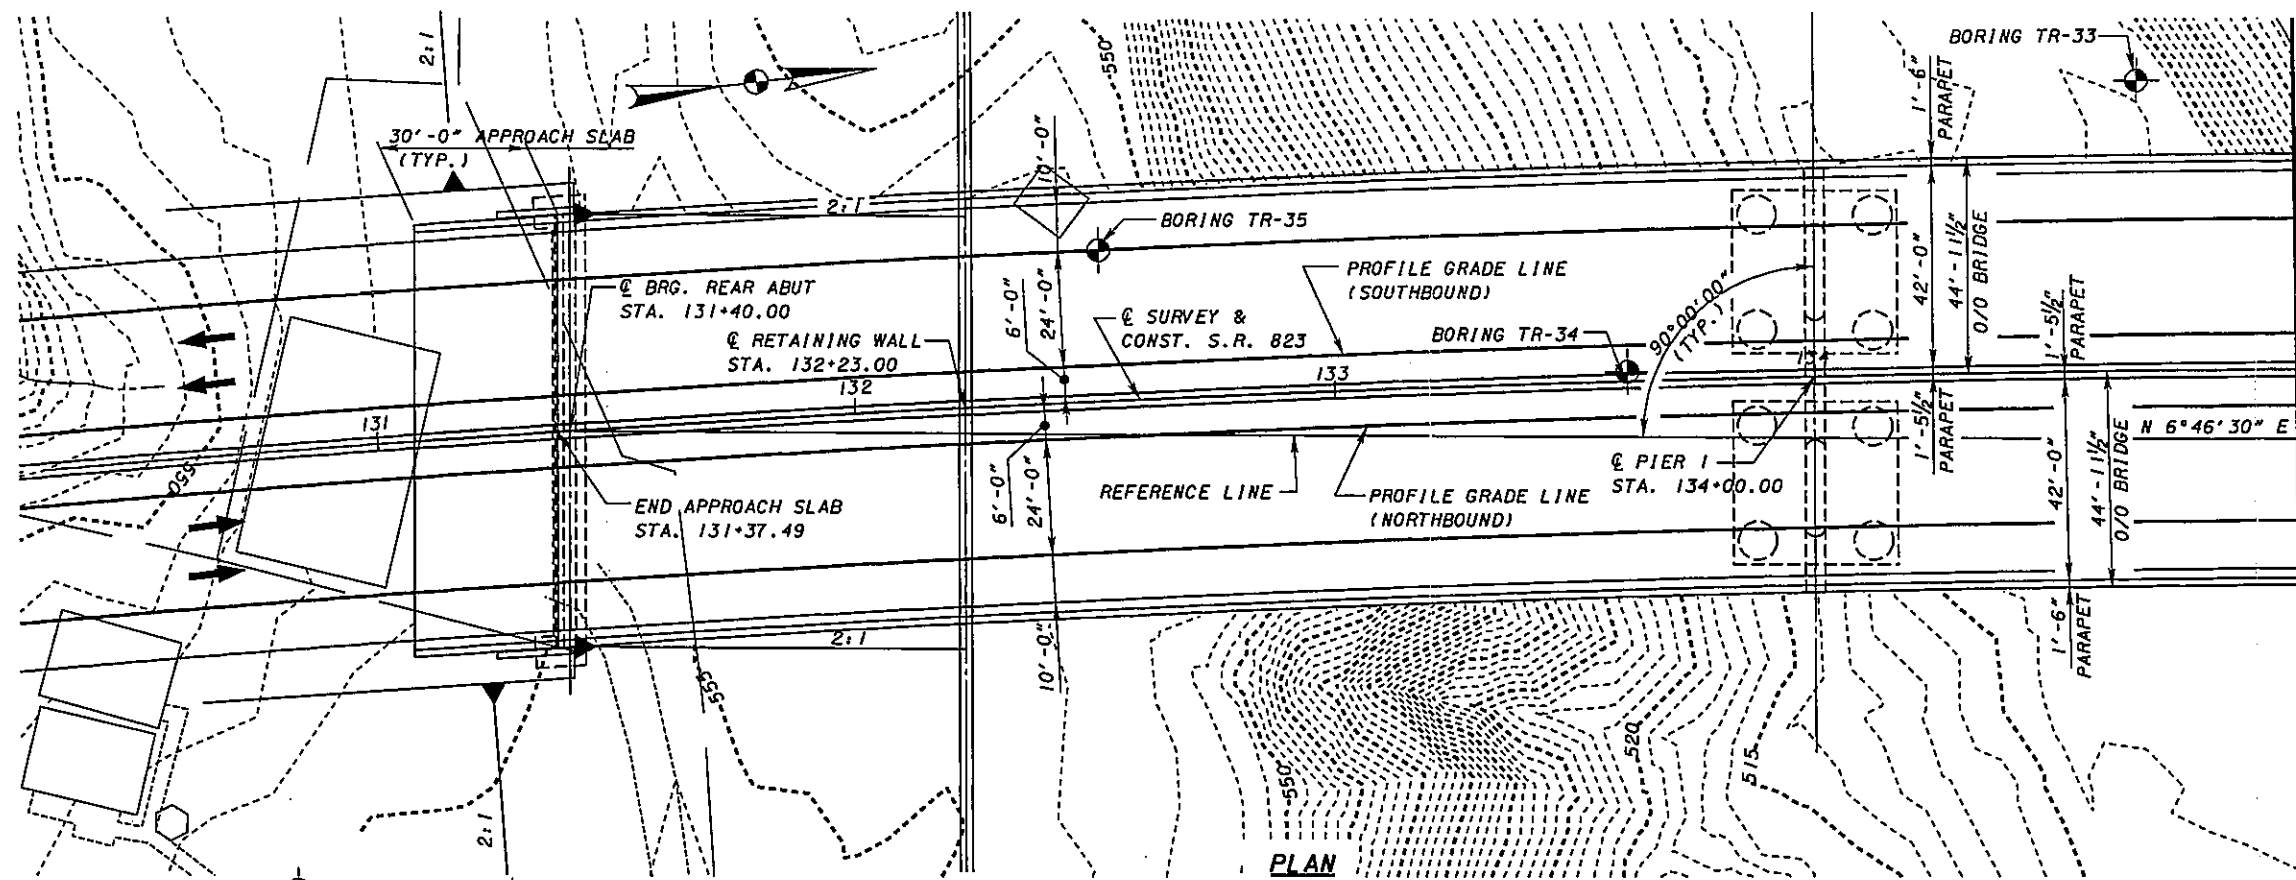 2:1
550
BORING TR-33
1'-6"
PARAPET
30'-0" APPROACH SLAB
(TYP.)
10'-0"
2:1
BORING TR-35
℄ BRG. REAR ABUT
STA. 131+40.00
6'-0"
24'-0"
PROFILE GRADE LINE
(SOUTHBOUND)
90°00'00"
(TYP.)
42'-0"
44'-11½"
O/O BRIDGE
℄ RETAINING WALL
STA. 132+23.00
℄ SURVEY &
CONST. S.R. 823
BORING TR-34
1'-5½"
PARAPET
131
132
133
134
550
END APPROACH SLAB
STA. 131+37.49
6'-0"
24'-0"
REFERENCE LINE
PROFILE GRADE LINE
(NORTHBOUND)
℄ PIER 1
STA. 134+00.00
1'-5½"
PARAPET
N 6°46'30" E
42'-0"
44'-11½"
O/O BRIDGE
2:1
10'-0"
1'-6"
PARAPET
555
2:1
550
520
515
PLAN